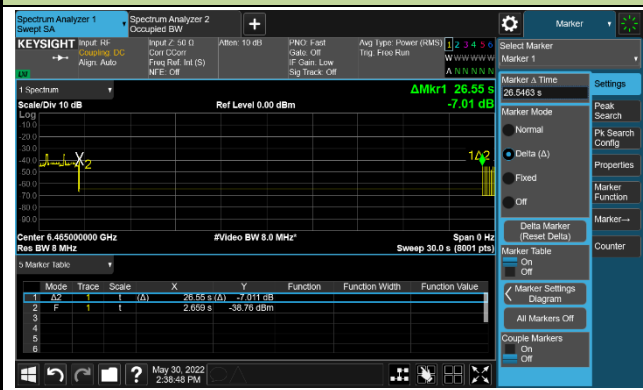 Spectrum Analyzer 1
Swept SA
Spectrum Analyzer 2
Occupied BW
+
Marker
KEYSIGHT Input: RF
Coupling: DC
Align: Auto
Input Z: 50 Ω
Corr CCorr
Freq Ref: Int (S)
NFE: Off
Atten: 10 dB
PNO: Fast
Gate: Off
IF Gain: Low
Sig Track: Off
Avg Type: Power (RMS)
Trig: Free Run
1 2 3 4 5 6
W W W W W W
A N N N N N
Select Marker
Marker 1
1 Spectrum
ΔMkr1 26.55 s
-7.01 dB
Scale/Div 10 dB
Ref Level 0.00 dBm
Log
-10.0
-20.0
-30.0
-40.0
-50.0
-60.0
-70.0
-80.0
-90.0
X2
1Δ2
Center 6.465000000 GHz
Res BW 8 MHz
#Video BW 8.0 MHz*
Span 0 Hz
Sweep 30.0 s (8001 pts)
5 Marker Table
Mode Trace Scale X Y Function Function Width Function Value
1 Δ2 1 t (Δ) 26.55 s (Δ) -7.011 dB
2 F 1 t 2.659 s -38.76 dBm
3
4
5
6
Marker Δ Time
26.5463 s
Marker Mode
Normal
Delta (Δ)
Fixed
Off
Delta Marker
(Reset Delta)
Marker Table
On
Off
Marker Settings
Diagram
All Markers Off
Couple Markers
On
Off
Settings
Peak
Search
Pk Search
Config
Properties
Marker
Function
Marker→
Counter
?
May 30, 2022
2:38:48 PM